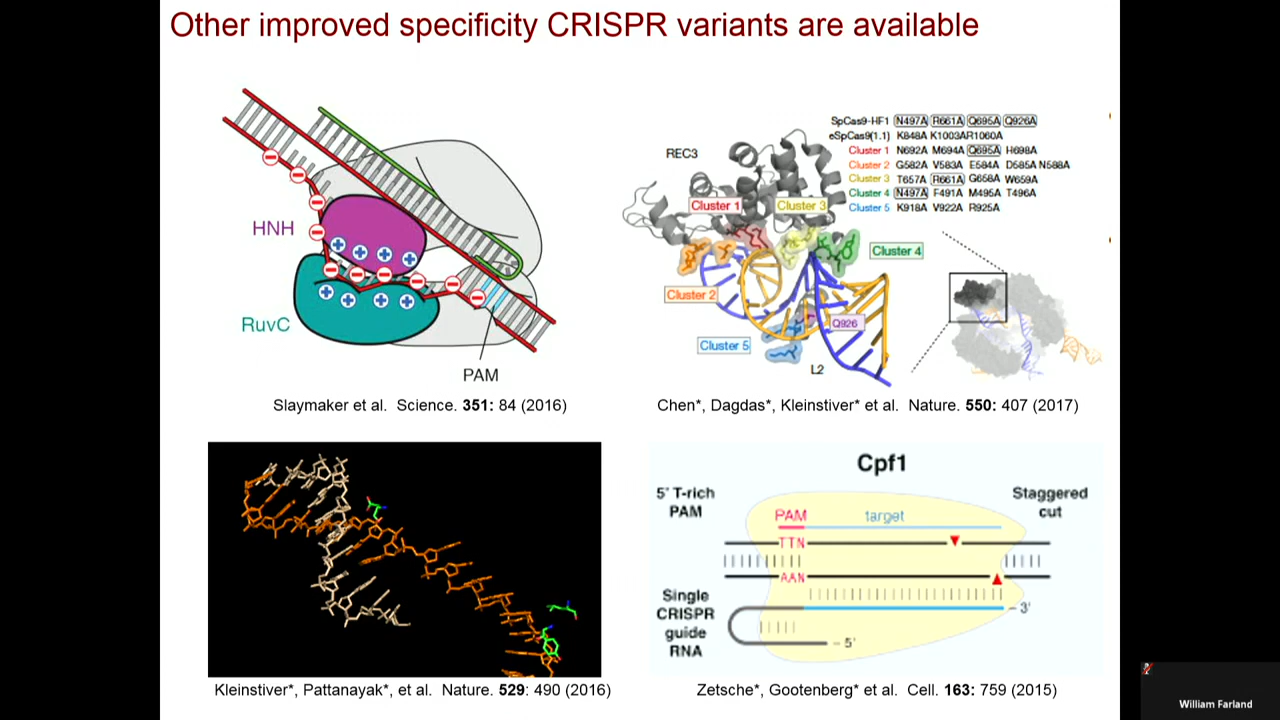 Other improved specificity CRISPR variants are available
HNH
RuvC
PAM
Slaymaker et al. Science. 351: 84 (2016)
REC3
SpCas9-HF1 N497A R661A Q695A Q926A
eSpCas9(1.1) K848A K1003AR1060A
Cluster 1 N692A M694A Q695A H698A
Cluster 2 G582A V583A E584A D585A N588A
Cluster 3 T657A R661A G658A W659A
Cluster 4 N497A F491A M495A T496A
Cluster 5 K918A V922A R925A
Cluster 1
Cluster 3
Cluster 4
Cluster 2
Q926
Cluster 5
L2
Chen*, Dagdas*, Kleinstiver* et al. Nature. 550: 407 (2017)
Kleinstiver*, Pattanayak*, et al. Nature. 529: 490 (2016)
Cpf1
5' T-rich
PAM
Staggered
cut
PAM
target
TTN
AAN
Single
CRISPR
guide
RNA
3'
5'
Zetsche*, Gootenberg* et al. Cell. 163: 759 (2015)
William Farland